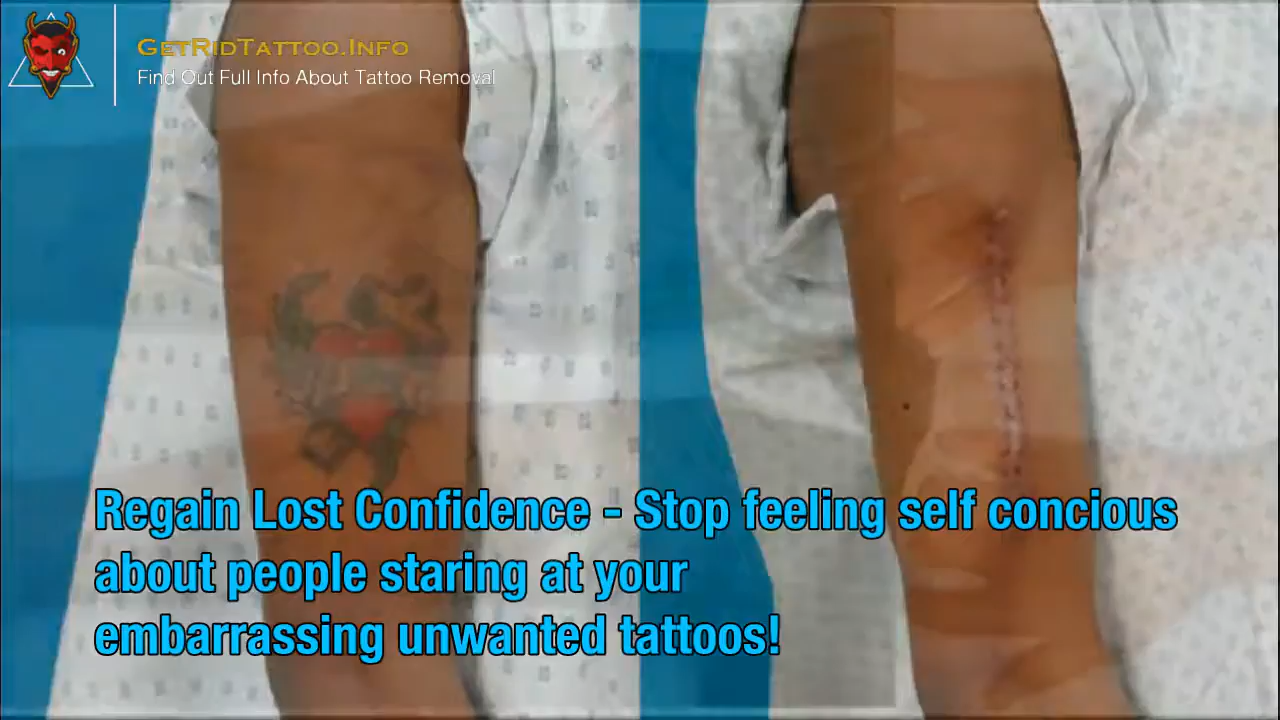 GetRidTattoo.Info
Find Out Full Info About Tattoo Removal
Regain Lost Confidence - Stop feeling self concious
about people staring at your
embarrassing unwanted tattoos!